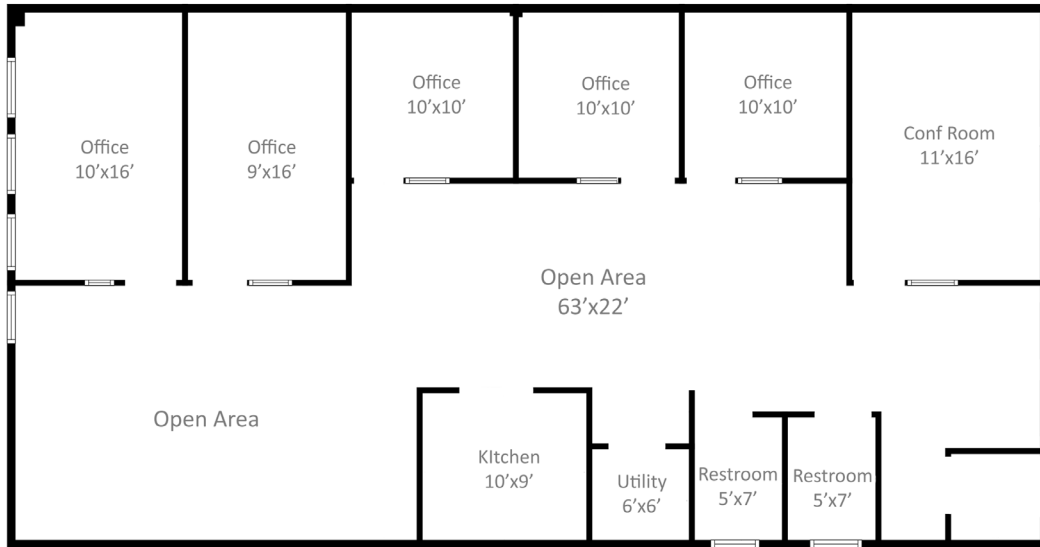 Office
10’x10’
Office
10’x10’
Office
10’x10’
Office
10’x16’
Office
9’x16’
Conf Room
11’x16’
Open Area
63’x22’
Open Area
KItchen
10’x9’
Utility
6’x6’
Restroom
5’x7’
Restroom
5’x7’